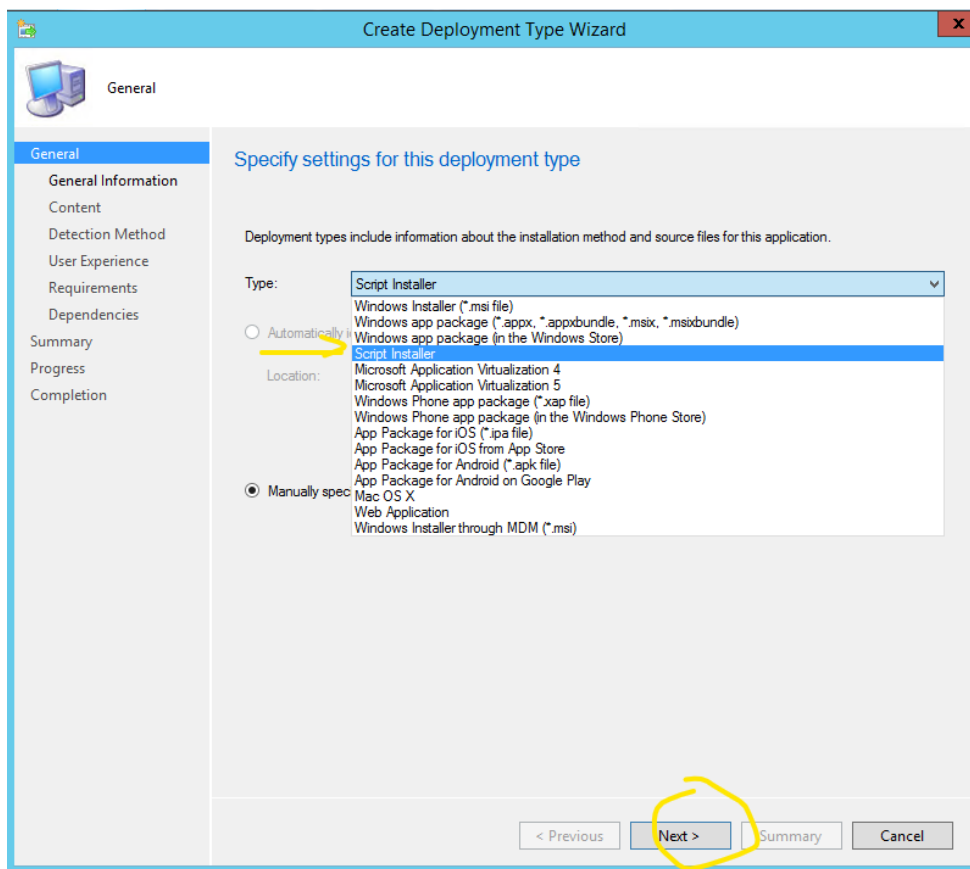 Create Deployment Type Wizard
x
General
General
General Information
Content
Detection Method
User Experience
Requirements
Dependencies
Summary
Progress
Completion
Specify settings for this deployment type
Deployment types include information about the installation method and source files for this application.
Type:
Script Installer
Windows Installer (*.msi file)
Windows app package (*.appx, *.appxbundle, *.msix, *.msixbundle)
Automatically
Windows app package (in the Windows Store)
Script Installer
Location:
Microsoft Application Virtualization 4
Microsoft Application Virtualization 5
Windows Phone app package (*.xap file)
Windows Phone app package (in the Windows Phone Store)
App Package for iOS (*.ipa file)
App Package for iOS from App Store
App Package for Android (*.apk file)
App Package for Android on Google Play
Manually spec
Mac OS X
Web Application
Windows Installer through MDM (*.msi)
< Previous
Next >
Summary
Cancel